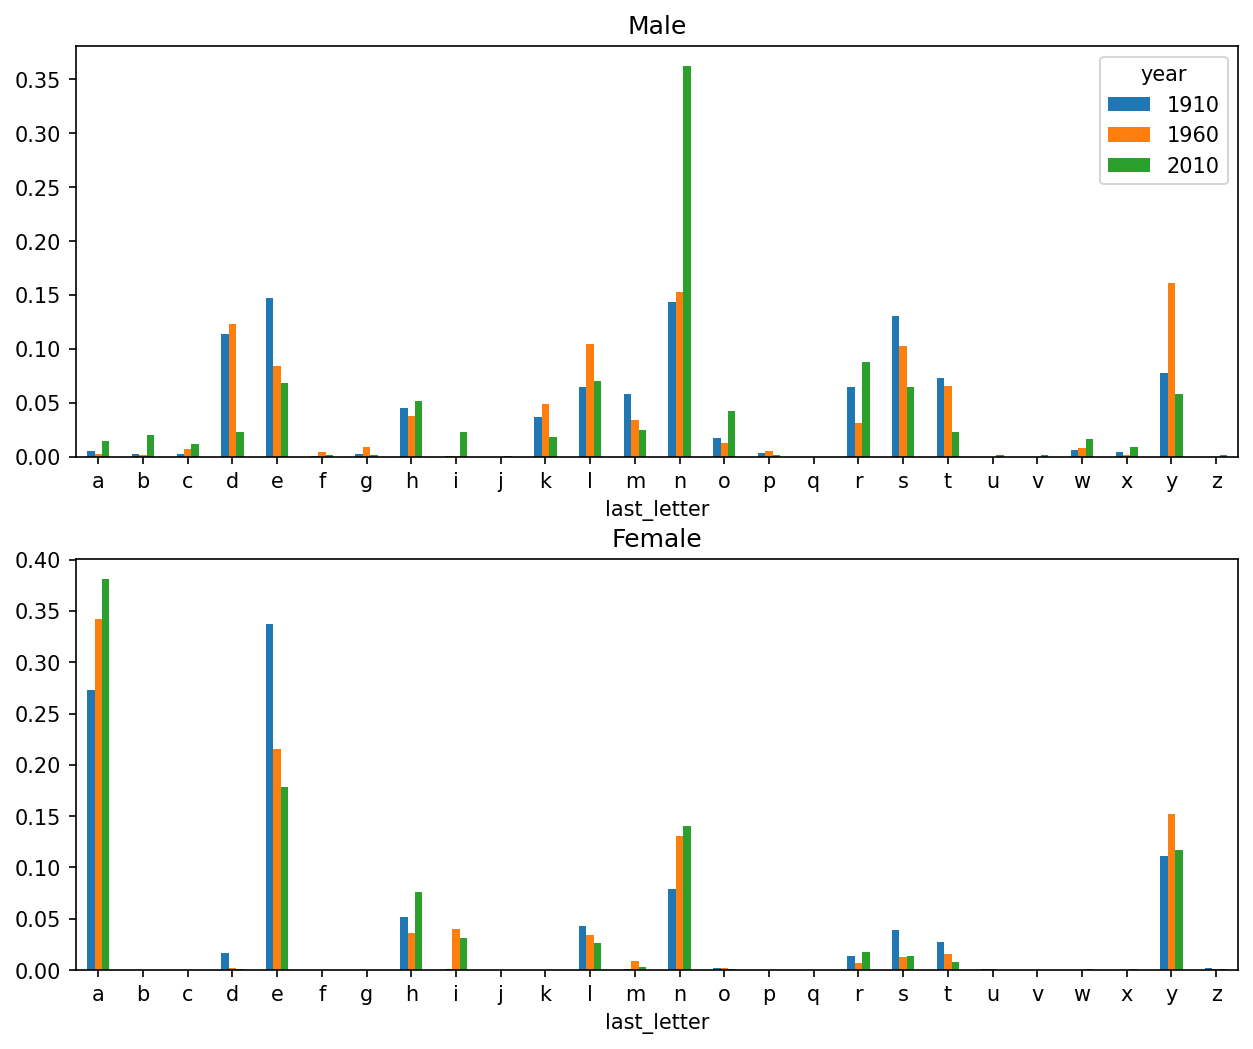 Male
0.35
0.30
0.25
0.20
0.15
0.10
0.05
0.00
year
1910
1960
2010
a b c d e f g h i j k l m n o p q r s t u v w x y z
last_letter
Female
0.40
0.35
0.30
0.25
0.20
0.15
0.10
0.05
0.00
a b c d e f g h i j k l m n o p q r s t u v w x y z
last_letter